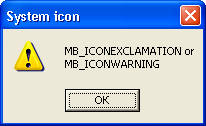 System icon
MB_ICONEXCLAMATION or
MB_ICONWARNING
OK